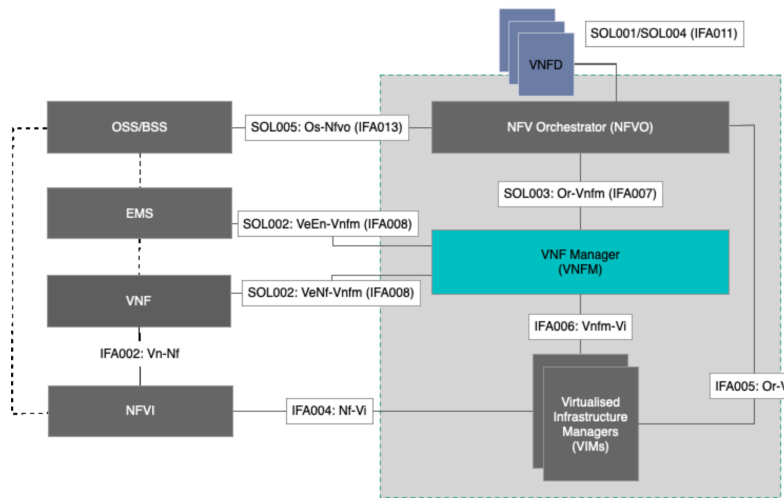 SOL001/SOL004 (IFA011)
VNFD
OSS/BSS
SOL005: Os-Nfvo (IFA013)
NFV Orchestrator (NFVO)
SOL003: Or-Vnfm (IFA007)
EMS
SOL002: VeEn-Vnfm (IFA008)
VNF Manager
(VNFM)
VNF
SOL002: VeNf-Vnfm (IFA008)
IFA006: Vnfm-Vi
IFA002: Vn-Nf
IFA005: Or-V
NFVI
IFA004: Nf-Vi
Virtualised
Infrastructure
Managers
(VIMs)